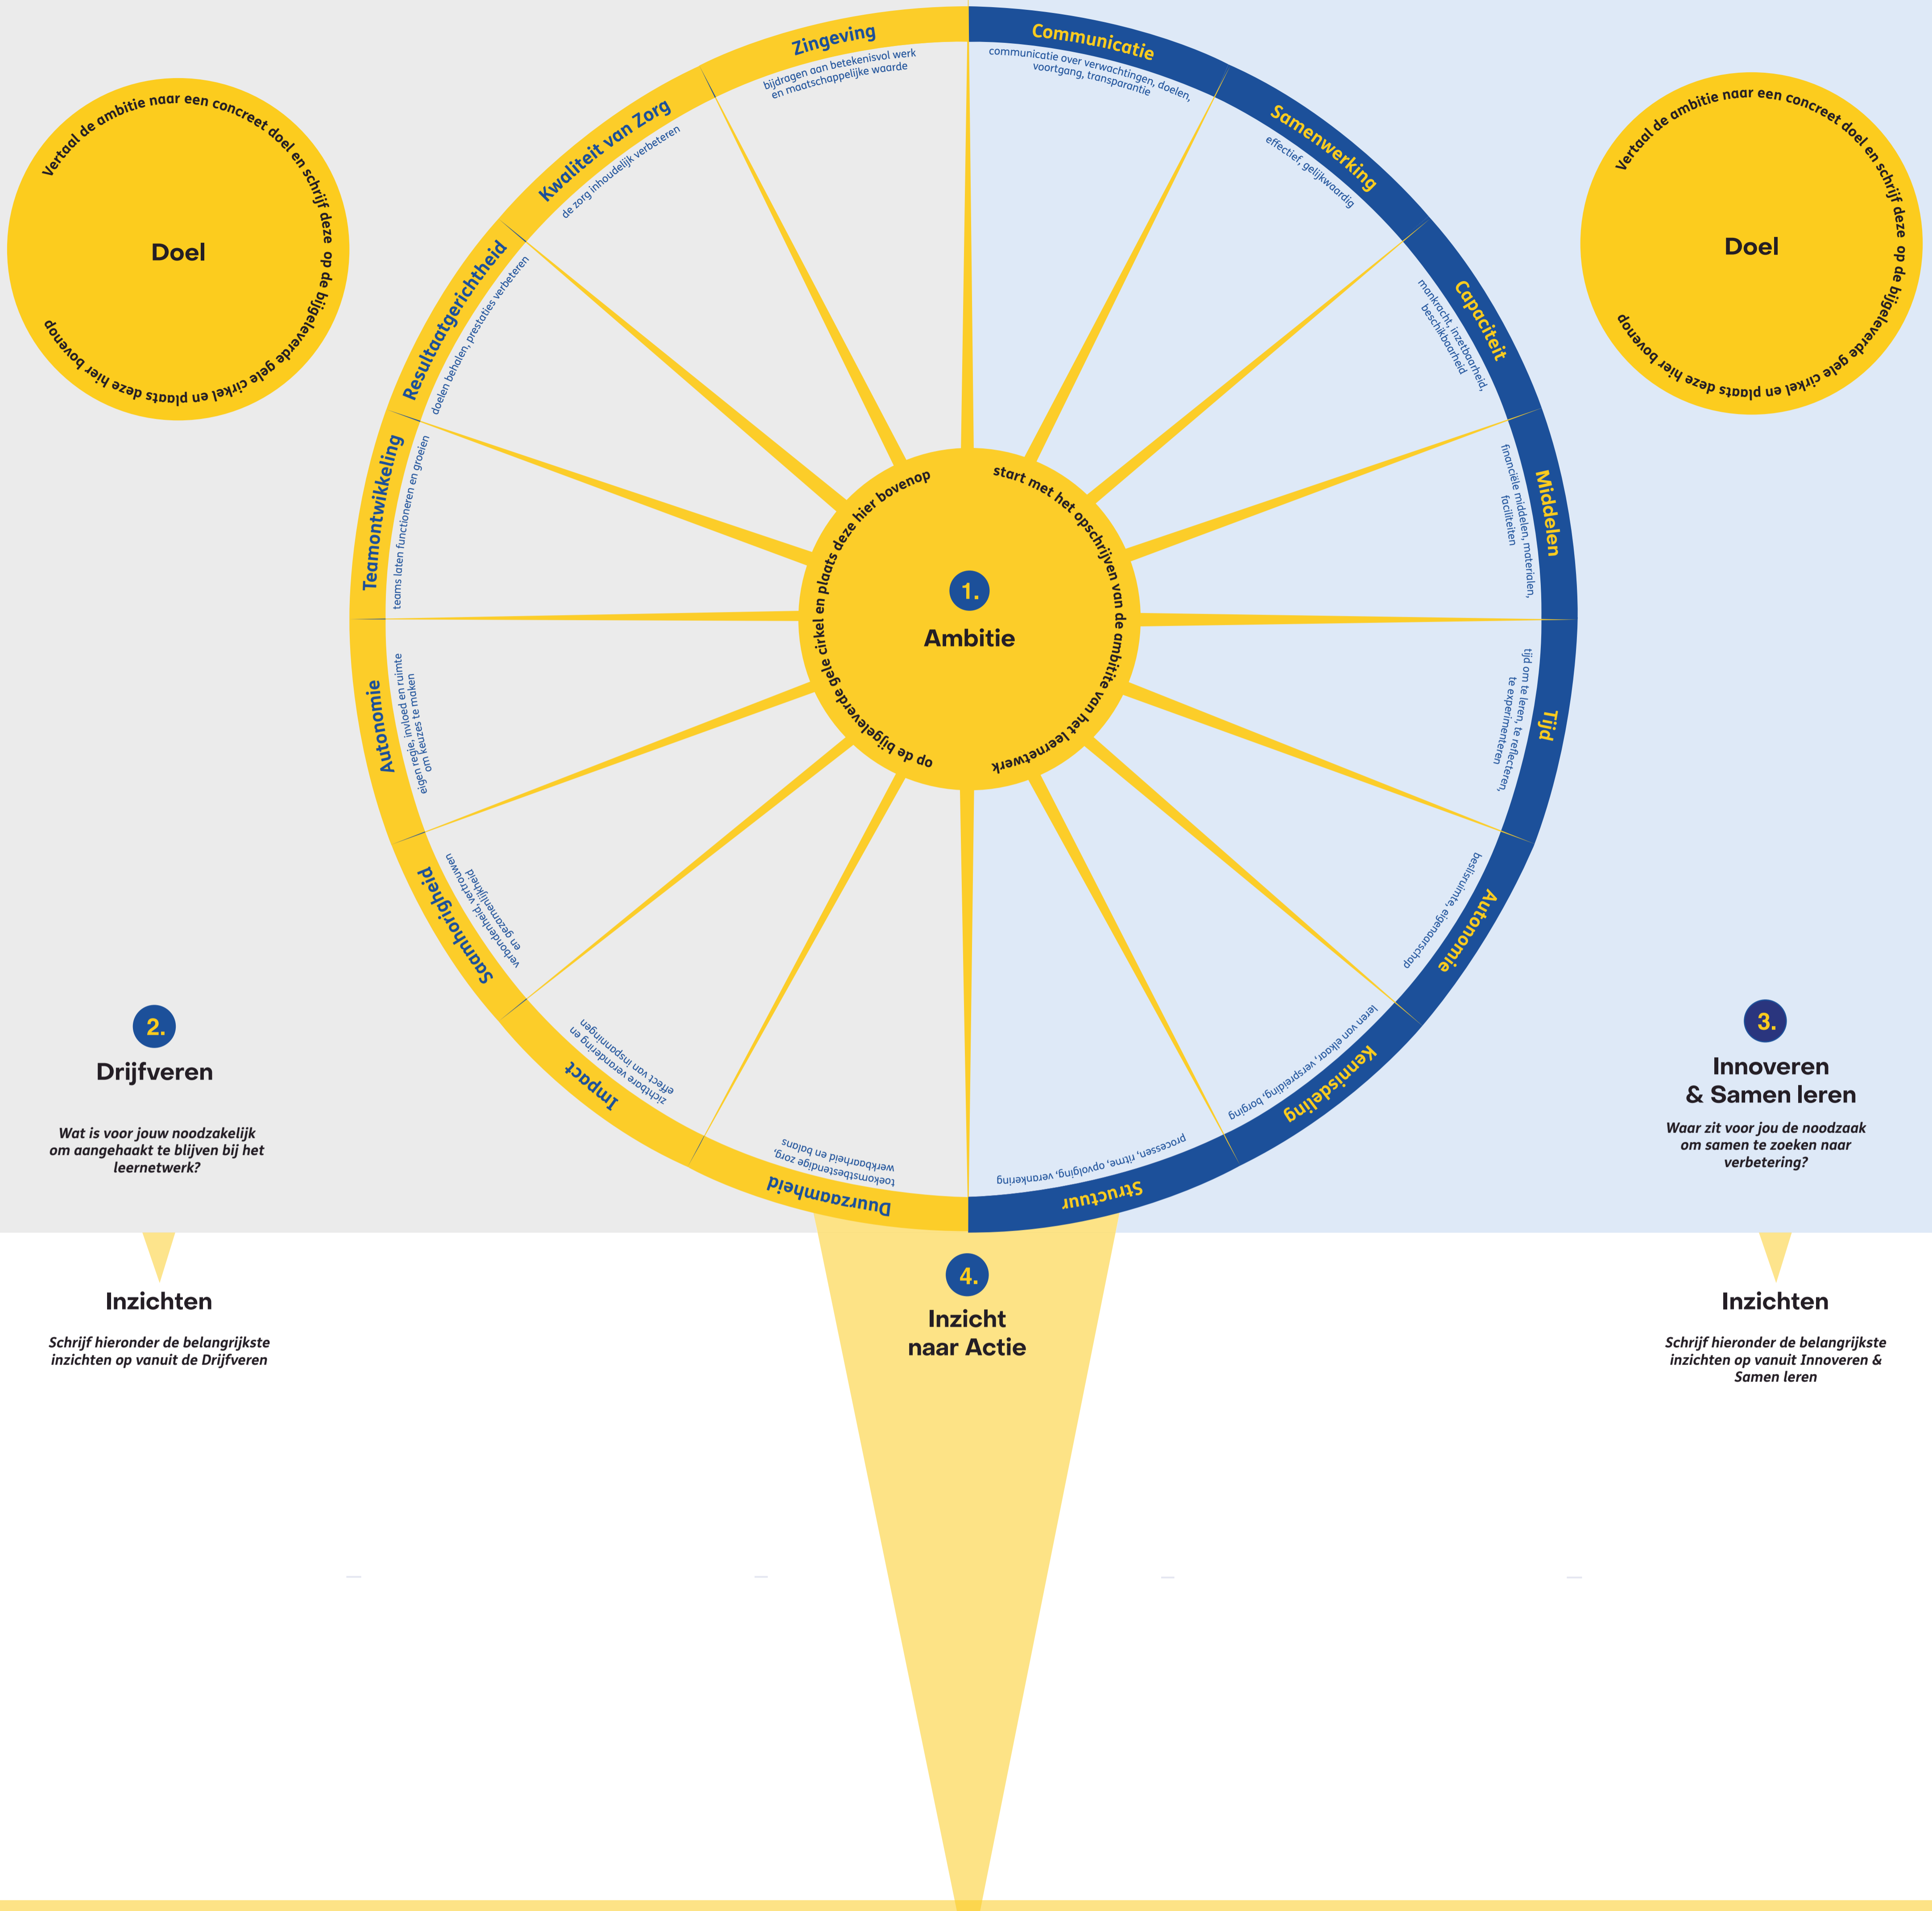 Vertaal de ambitie naar een concreet doel en schrijf deze op de bijgeleverde gele cirkel en plaats deze hier bovenop
Doel
Zingeving
bijdragen aan betekenisvol werk
en maatschappelijke waarde
Kwaliteit van Zorg
de zorg inhoudelijk verbeteren
Resultaatgerichtheid
doelen behalen, prestaties verbeteren
Teamontwikkeling
teams laten functioneren en groeien
Autonomie
eigen regie, invloed en ruimte
om keuzes te maken
Saamhorigheid
verbondenheid, vertrouwen
en gezamenlijkheid
Impact
zichtbare verandering en
effect van inspanningen
Duurzaamheid
toekomstbestendige zorg,
werkbaarheid en balans
Communicatie
communicatie over verwachtingen, doelen,
voortgang, transparantie
Samenwerking
effectief, gelijkwaardig
Capaciteit
mankracht, inzetbaarheid,
beschikbaarheid
Middelen
financiële middelen, materialen,
faciliteiten
Tijd
tijd om te leren, te reflecteren,
te experimenteren
Autonomie
beslisruimte, eigenaarschap
Kennisdeling
leren van elkaar, verspreiding, borging
Structuur
processen, ritme, opvolging, verankering
Vertaal de ambitie naar een concreet doel en schrijf deze op de bijgeleverde gele cirkel en plaats deze hier bovenop
Doel
start met het opschrijven van de ambitite van het leernetwerk
op de bijgeleverde gele cirkel en plaats deze hier bovenop
1.
Ambitie
2.
Drijfveren
Wat is voor jouw noodzakelijk
om aangehaakt te blijven bij het
leernetwerk?
3.
Innoveren
& Samen leren
Waar zit voor jou de noodzaak
om samen te zoeken naar
verbetering?
Inzichten
Schrijf hieronder de belangrijkste
inzichten op vanuit de Drijfveren
4.
Inzicht
naar Actie
Inzichten
Schrijf hieronder de belangrijkste
inzichten op vanuit Innoveren &
Samen leren